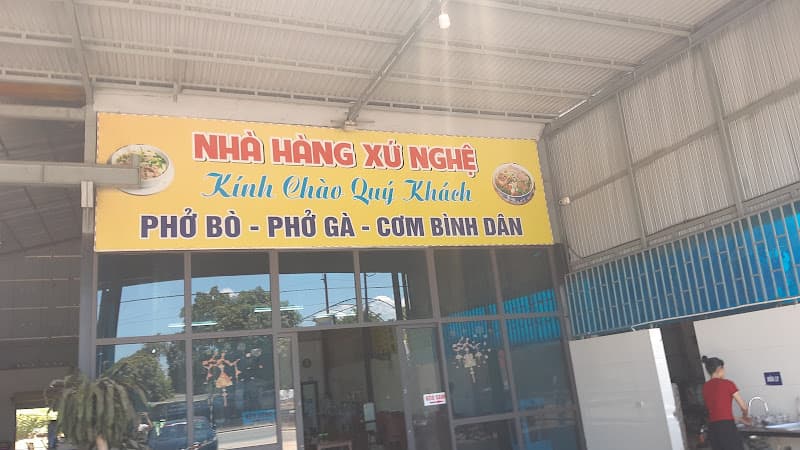 NHÀ HÀNG XỨ NGHỆ
Kính Chào Quý Khách
PHỞ BÒ - PHỞ GÀ - CƠM BÌNH DÂN